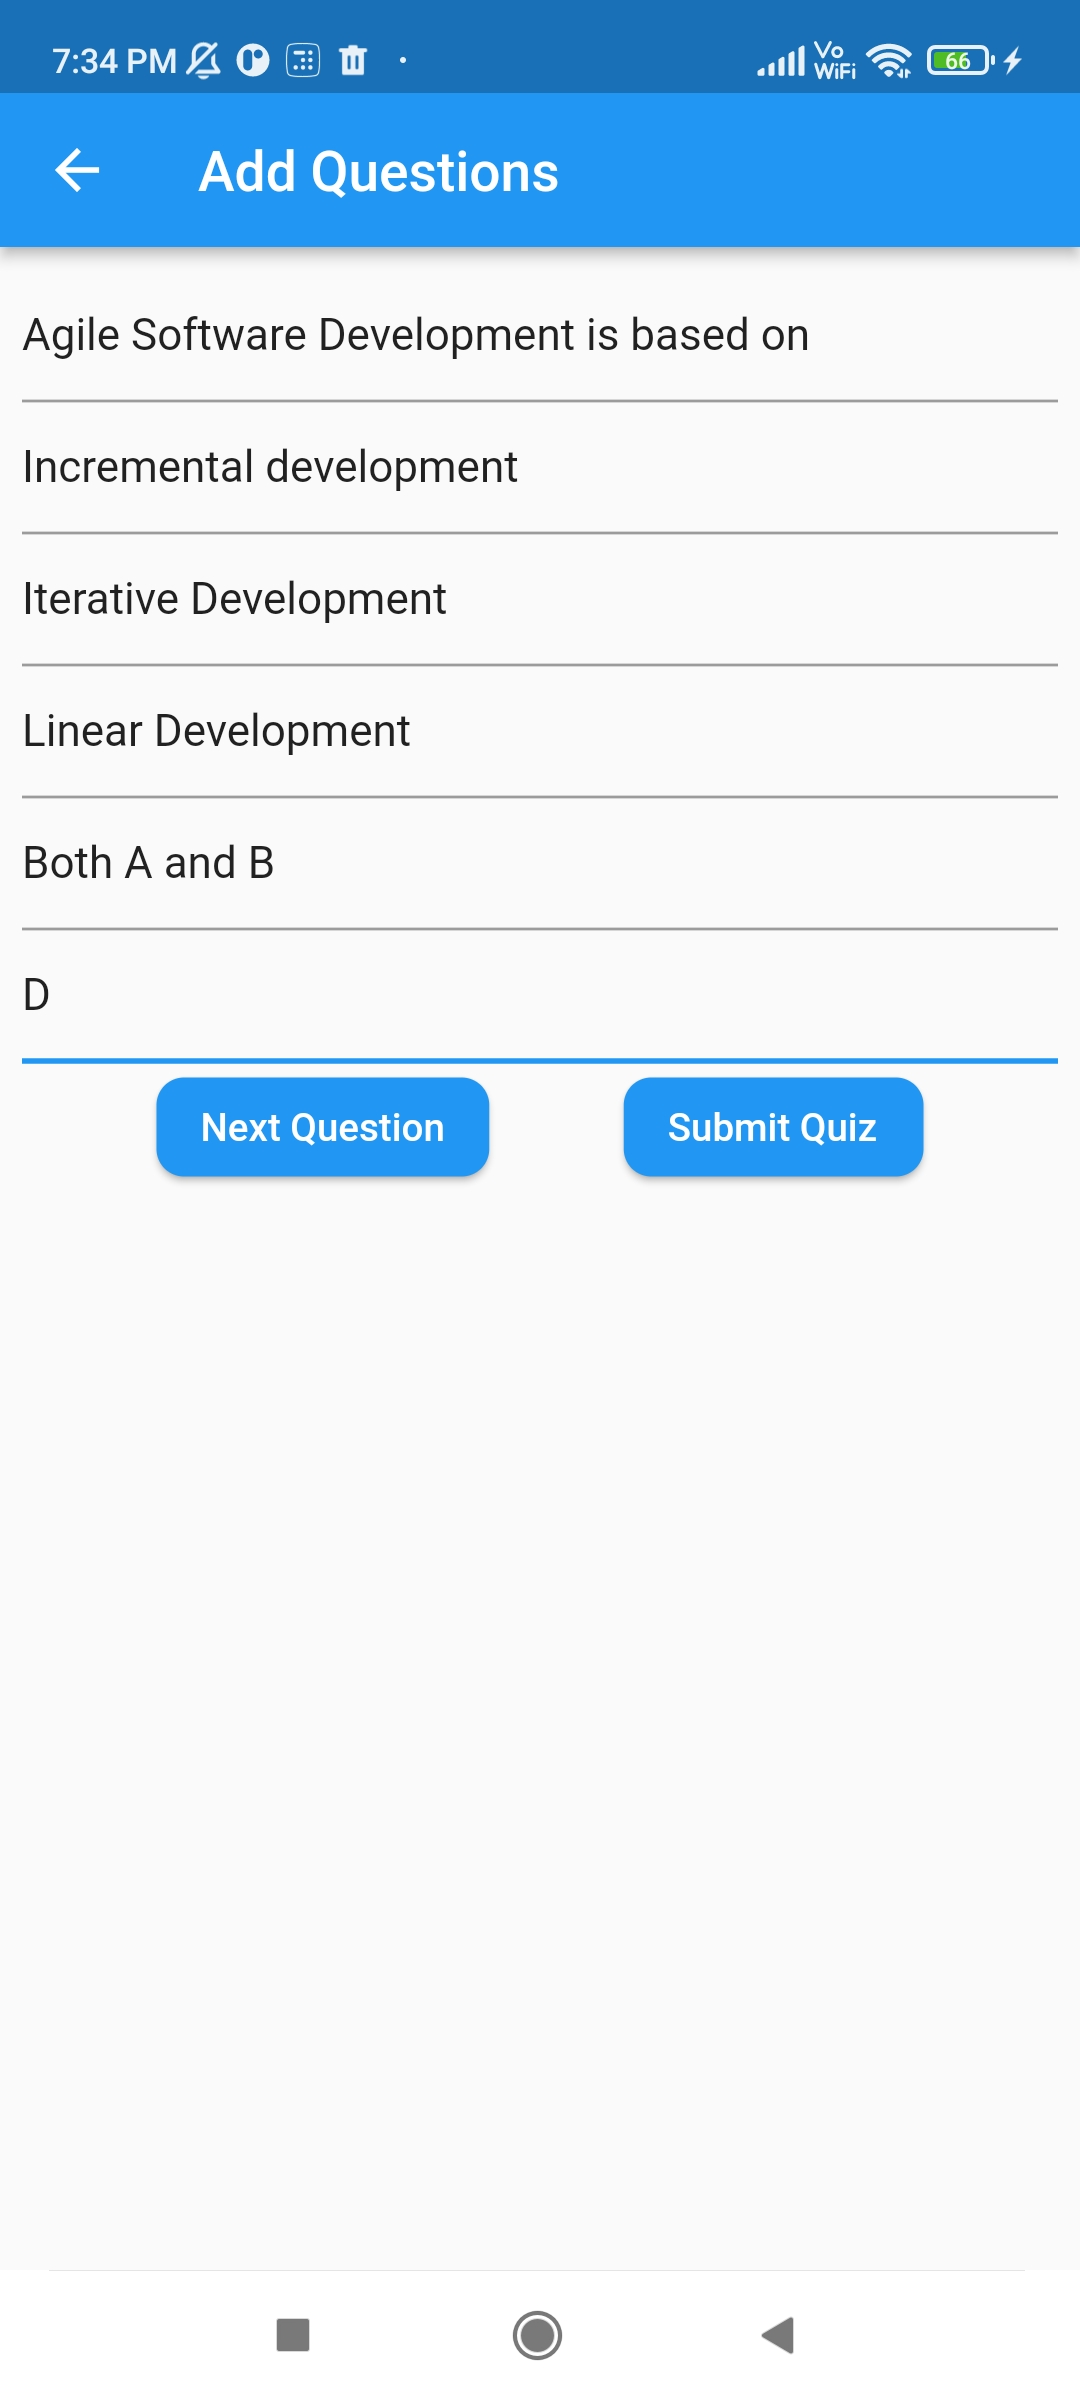 7:34 PM
Vo
WiFi
66
Add Questions
Agile Software Development is based on
Incremental development
Iterative Development
Linear Development
Both A and B
D
Next Question
Submit Quiz